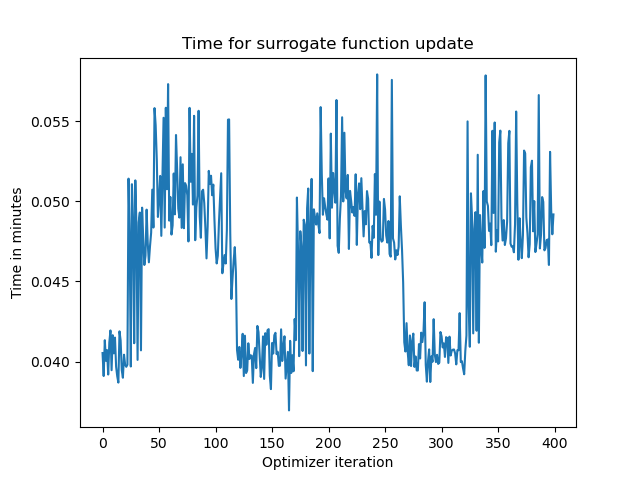 Time for surrogate function update
Time in minutes
0.055
0.050
0.045
0.040
0 50 100 150 200 250 300 350 400
Optimizer iteration